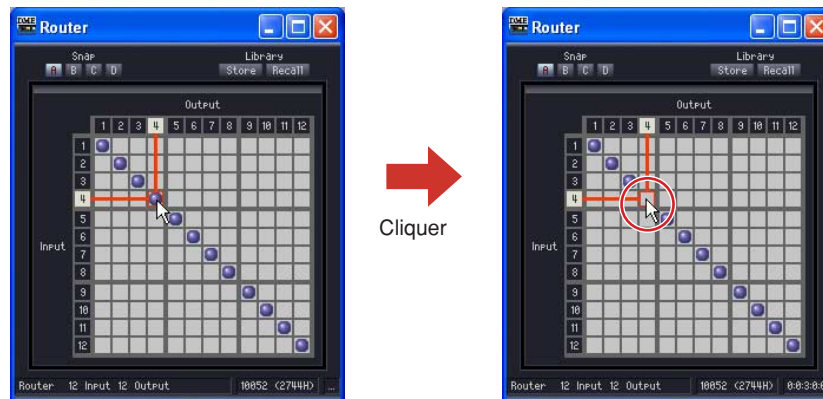 Router
Snap Library
A B C D Store Recall
Output
1 2 3 4 5 6 7 8 9 10 11 12
1
2
3
4
5
Input
6
7
8
9
10
11
12
Router 12 Input 12 Output 10052 (2744H) ...
Cliquer
Router
Snap Library
A B C D Store Recall
Output
1 2 3 4 5 6 7 8 9 10 11 12
1
2
3
4
5
6
Input
7
8
9
10
11
12
Router 12 Input 12 Output 10052 (2744H)